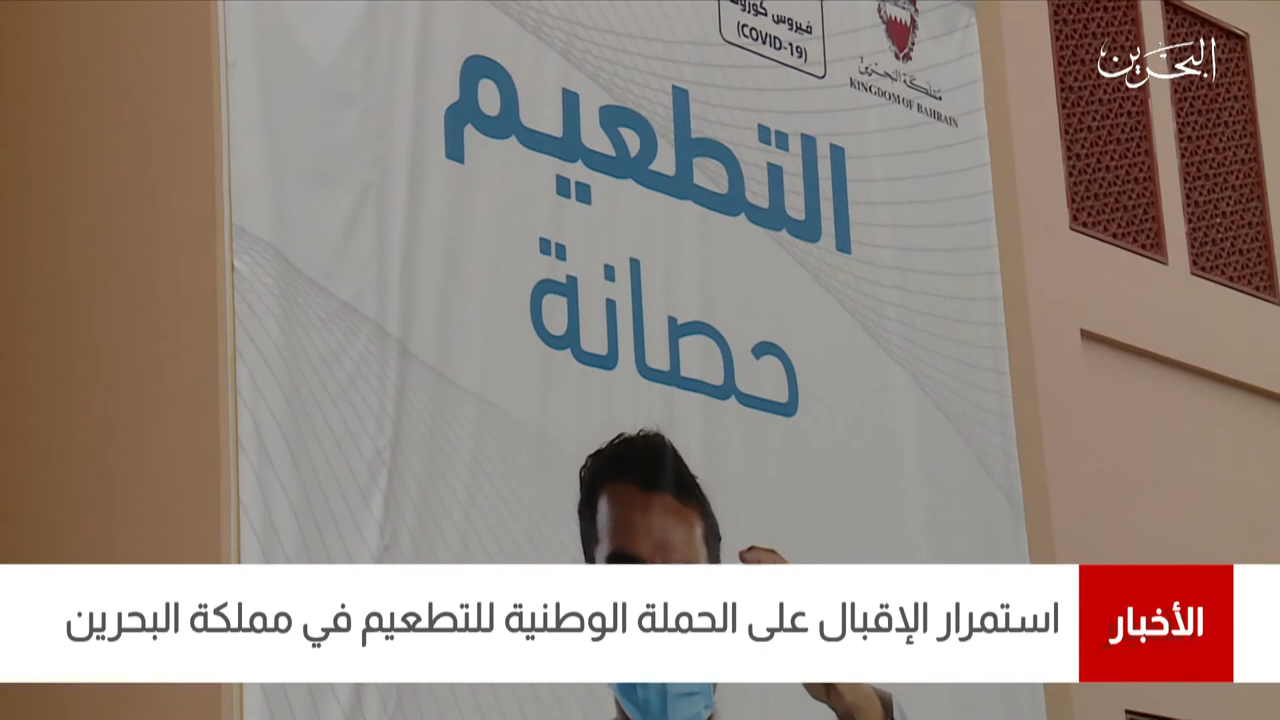 فيروس كورونا
(COVID-19)
مملكة البحرين
KINGDOM OF BAHRAIN
البحرين
التطعيم
حصانة
الأخبار
استمرار الإقبال على الحملة الوطنية للتطعيم في مملكة البحرين